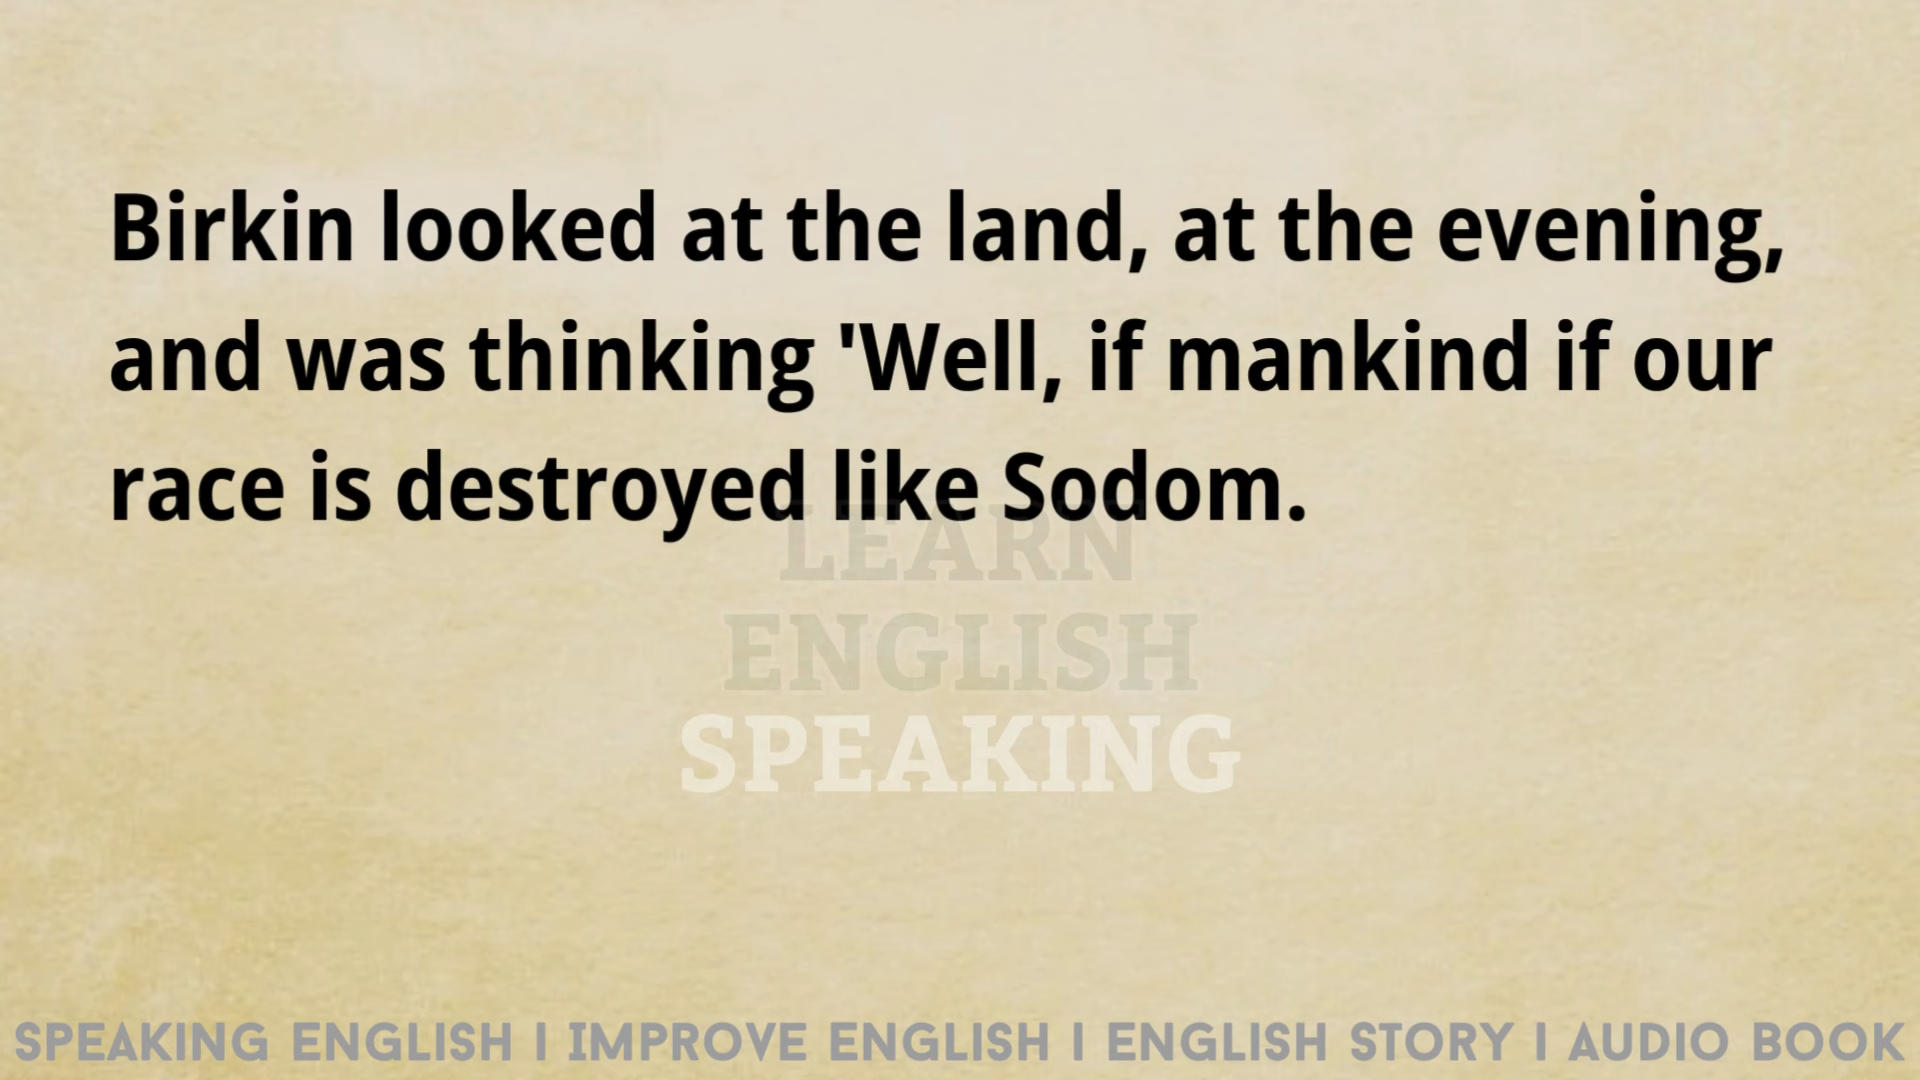 Birkin looked at the land, at the evening,
and was thinking 'Well, if mankind if our
race is destroyed like Sodom.
LEARN
ENGLISH
SPEAKING
SPEAKING ENGLISH I IMPROVE ENGLISH I ENGLISH STORY I AUDIO BOOK